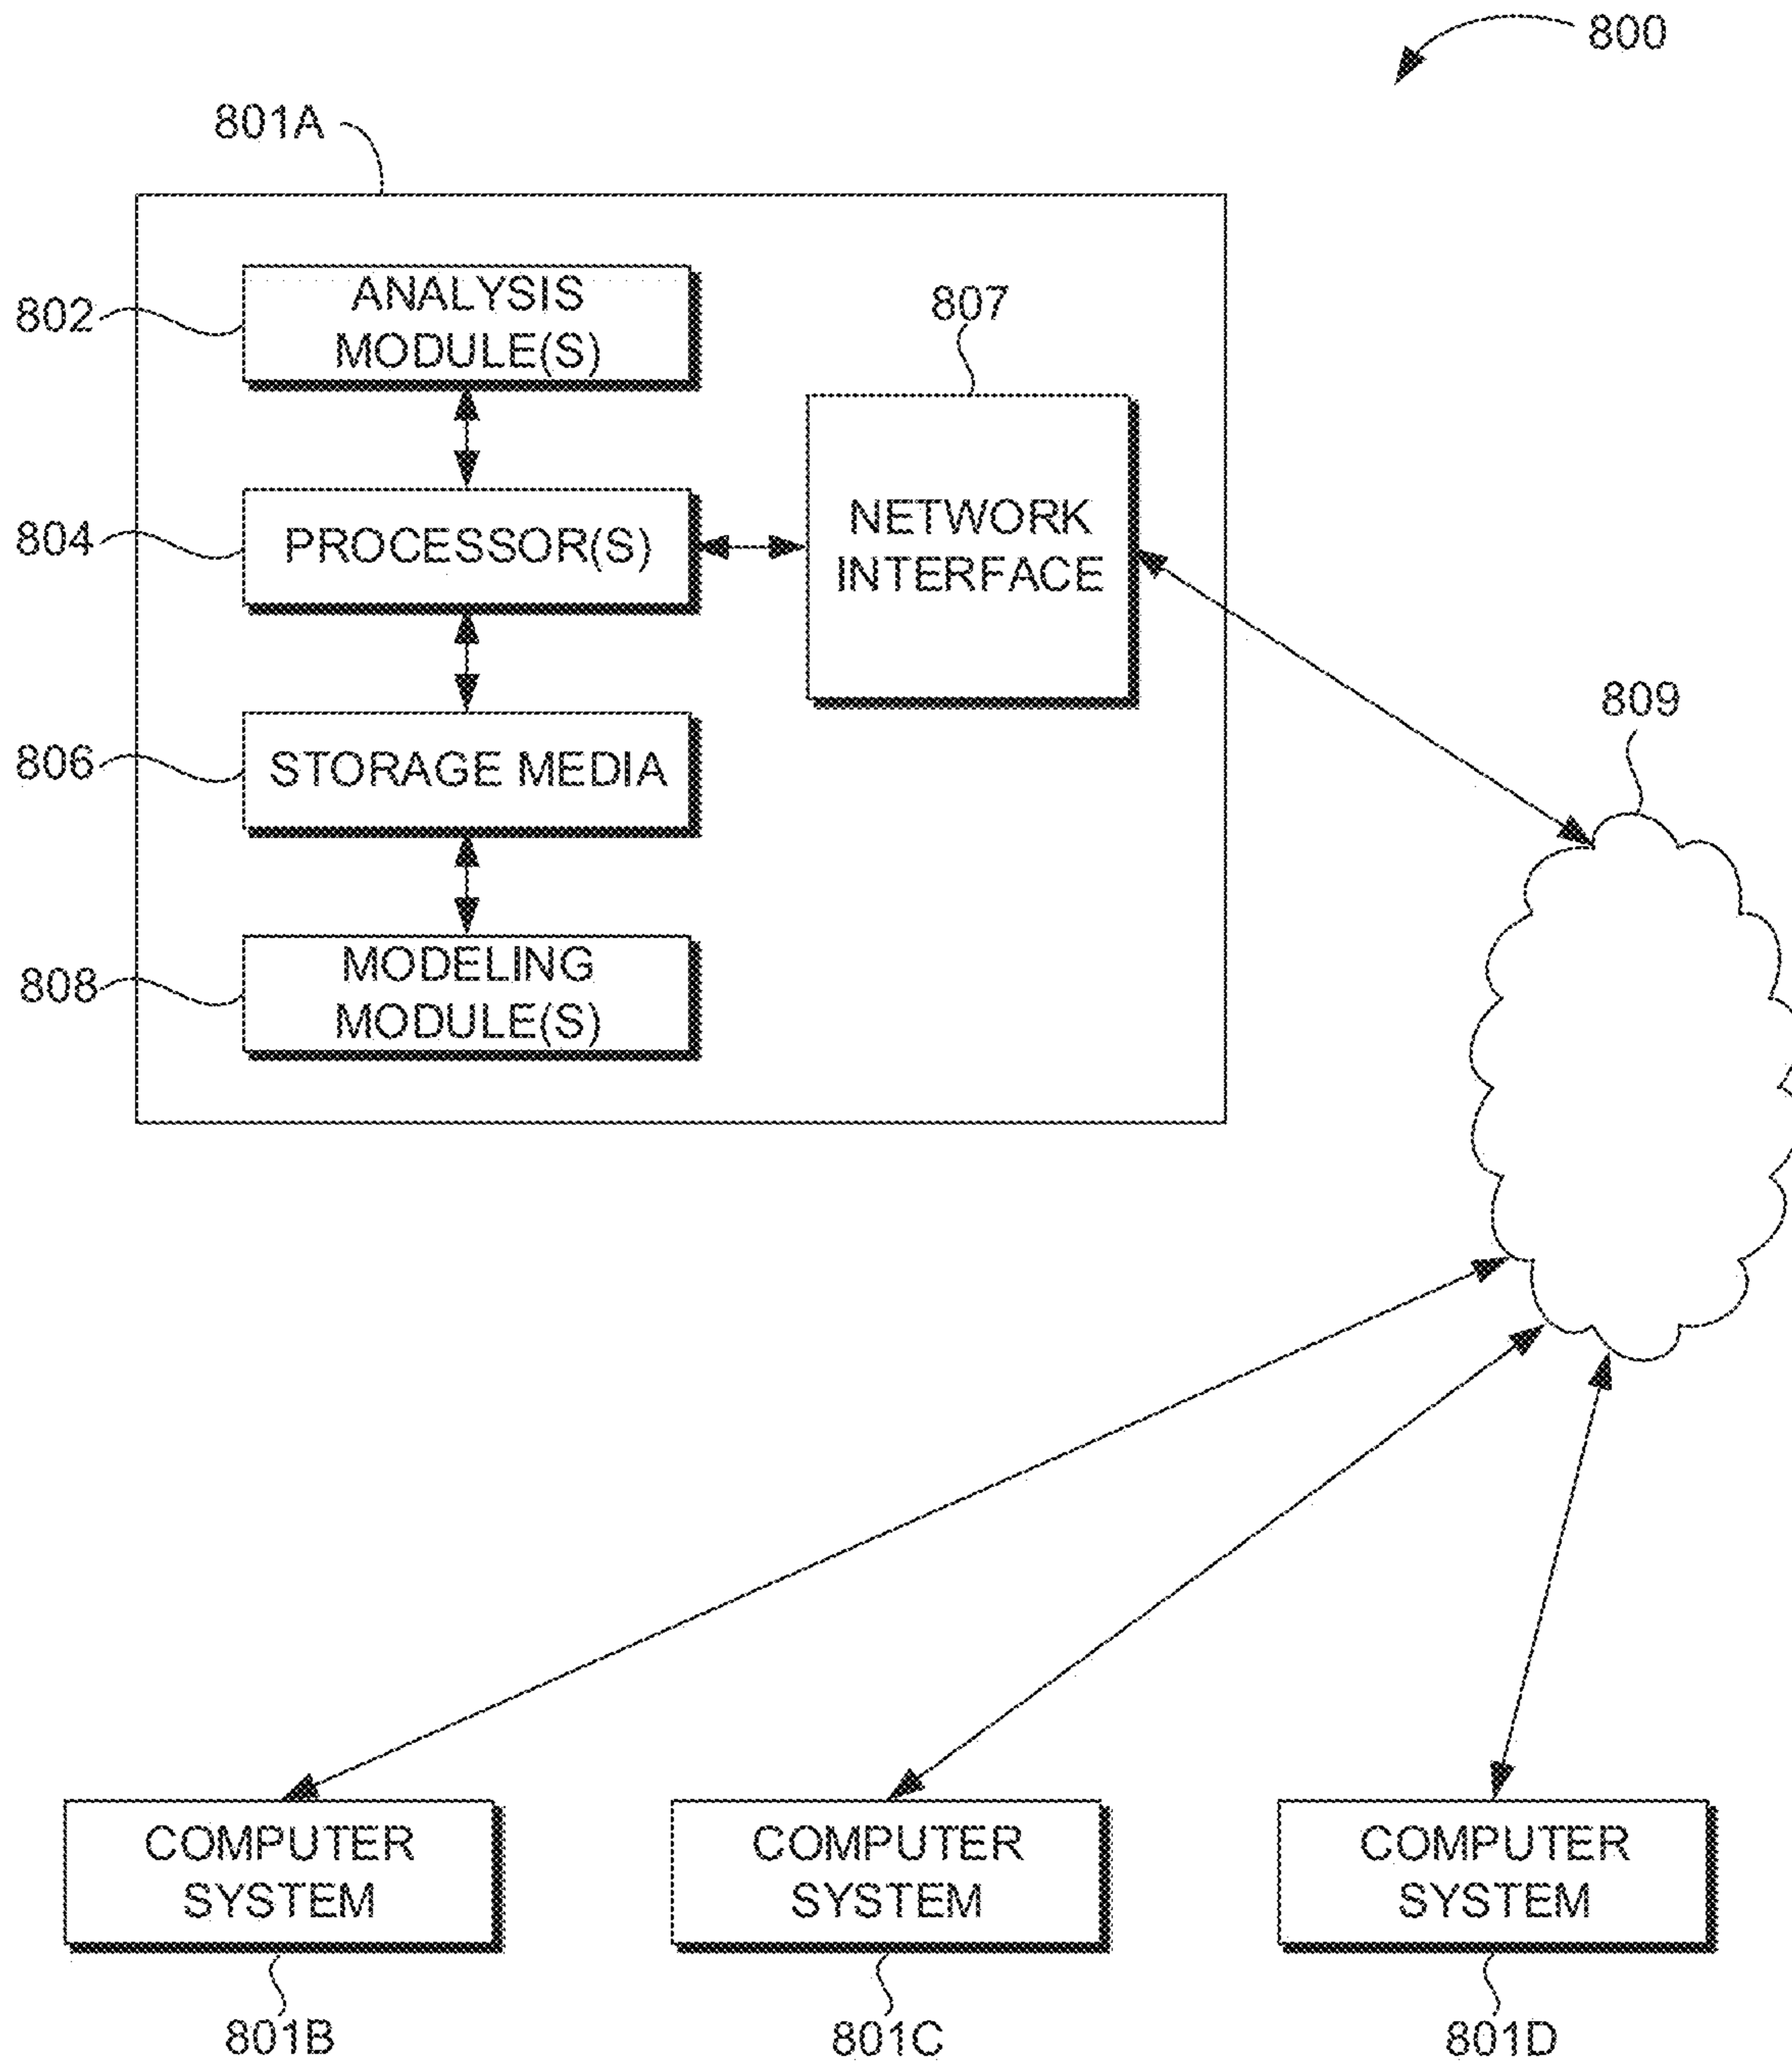 800
801A
802
ANALYSIS
MODULE(S)
807
804
PROCESSOR(S)
NETWORK
INTERFACE
806
STORAGE MEDIA
809
808
MODELING
MODULE(S)
COMPUTER
SYSTEM
COMPUTER
SYSTEM
COMPUTER
SYSTEM
801B
801C
801D